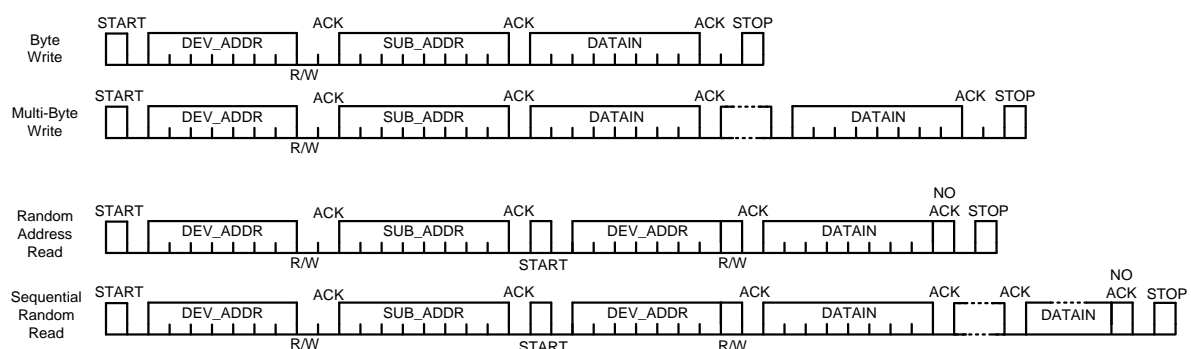 START ACK ACK ACK STOP
Byte
Write
DEV_ADDR SUB_ADDR DATAIN
R/W
START ACK ACK ACK ACK STOP
Multi-Byte
Write
DEV_ADDR SUB_ADDR DATAIN DATAIN
R/W
NO
START ACK ACK ACK ACK STOP
Random
Address
Read
DEV_ADDR SUB_ADDR DEV_ADDR DATAIN
R/W START R/W
NO
START ACK ACK ACK ACK ACK ACK STOP
Sequential
Random
Read
DEV_ADDR SUB_ADDR DEV_ADDR DATAIN DATAIN
R/W START R/W